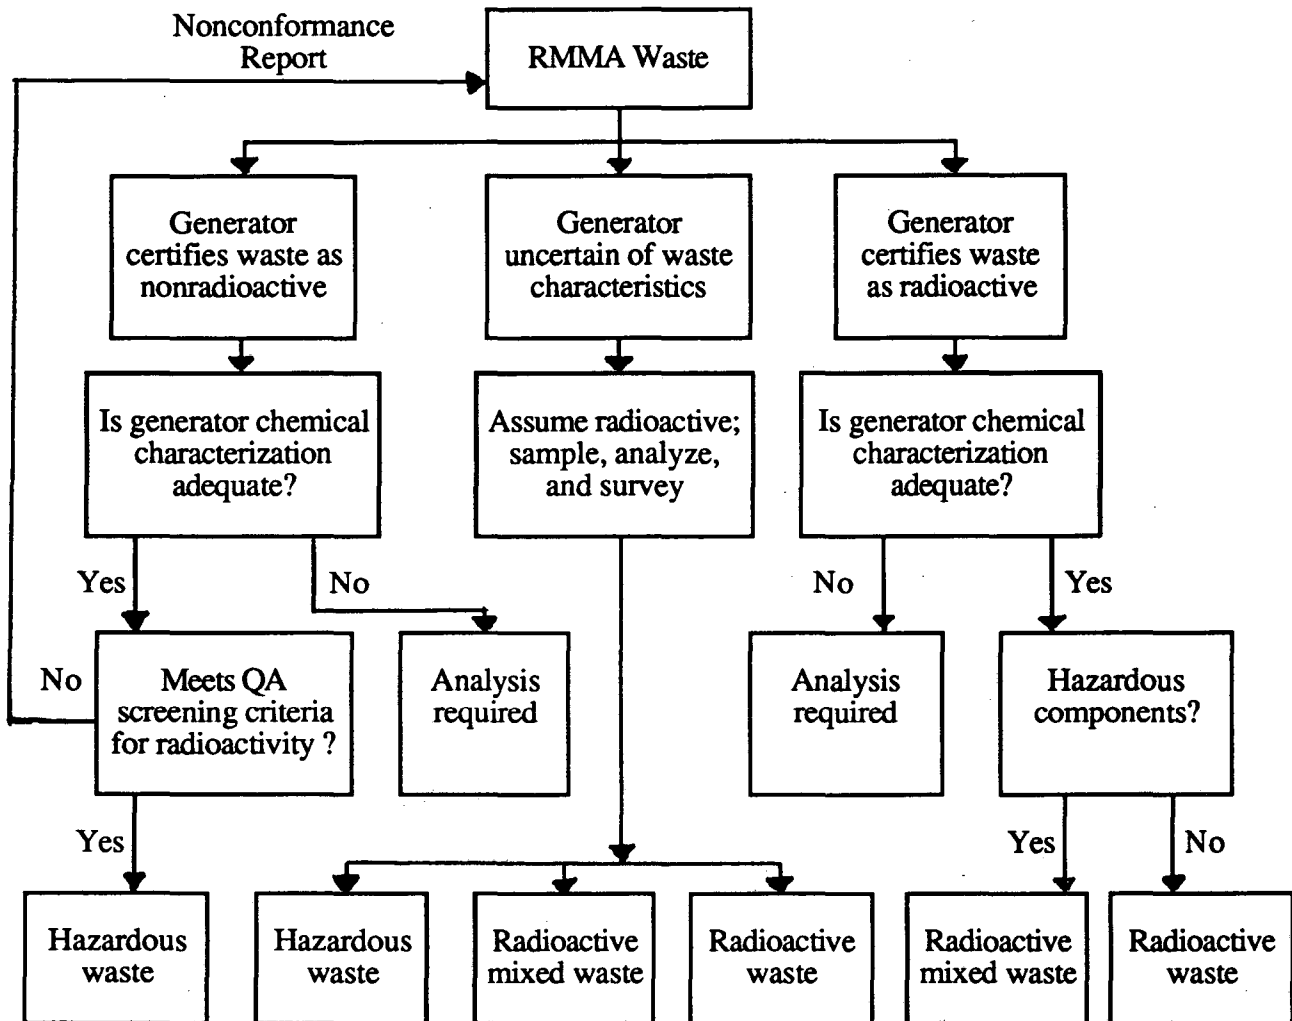 Nonconformance
Report
RMMA Waste
Generator
certifies waste as
nonradioactive
Generator
uncertain of waste
characteristics
Generator
certifies waste
as radioactive
Is generator chemical
characterization
adequate?
Assume radioactive;
sample, analyze,
and survey
Is generator chemical
characterization
adequate?
Yes
No
No
Yes
No
Meets QA
screening criteria
for radioactivity ?
Analysis
required
Analysis
required
Hazardous
components?
Yes
Yes
No
Hazardous
waste
Hazardous
waste
Radioactive
mixed waste
Radioactive
waste
Radioactive
mixed waste
Radioactive
waste